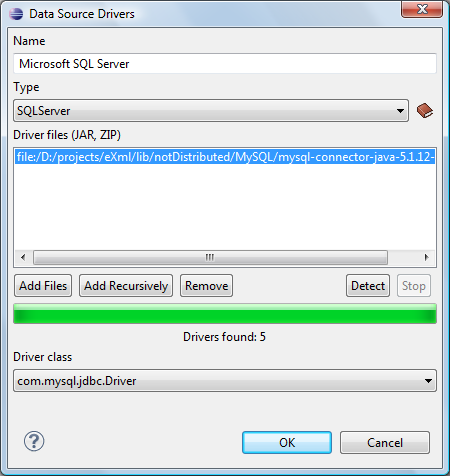 Data Source Drivers
Name
Microsoft SQL Server
Type
SQLServer
Driver files (JAR, ZIP)
file:/D:/projects/eXml/lib/notDistributed/MySQL/mysql-connector-java-5.1.12-
Add Files Add Recursively Remove Detect Stop
Drivers found: 5
Driver class
com.mysql.jdbc.Driver
? OK Cancel